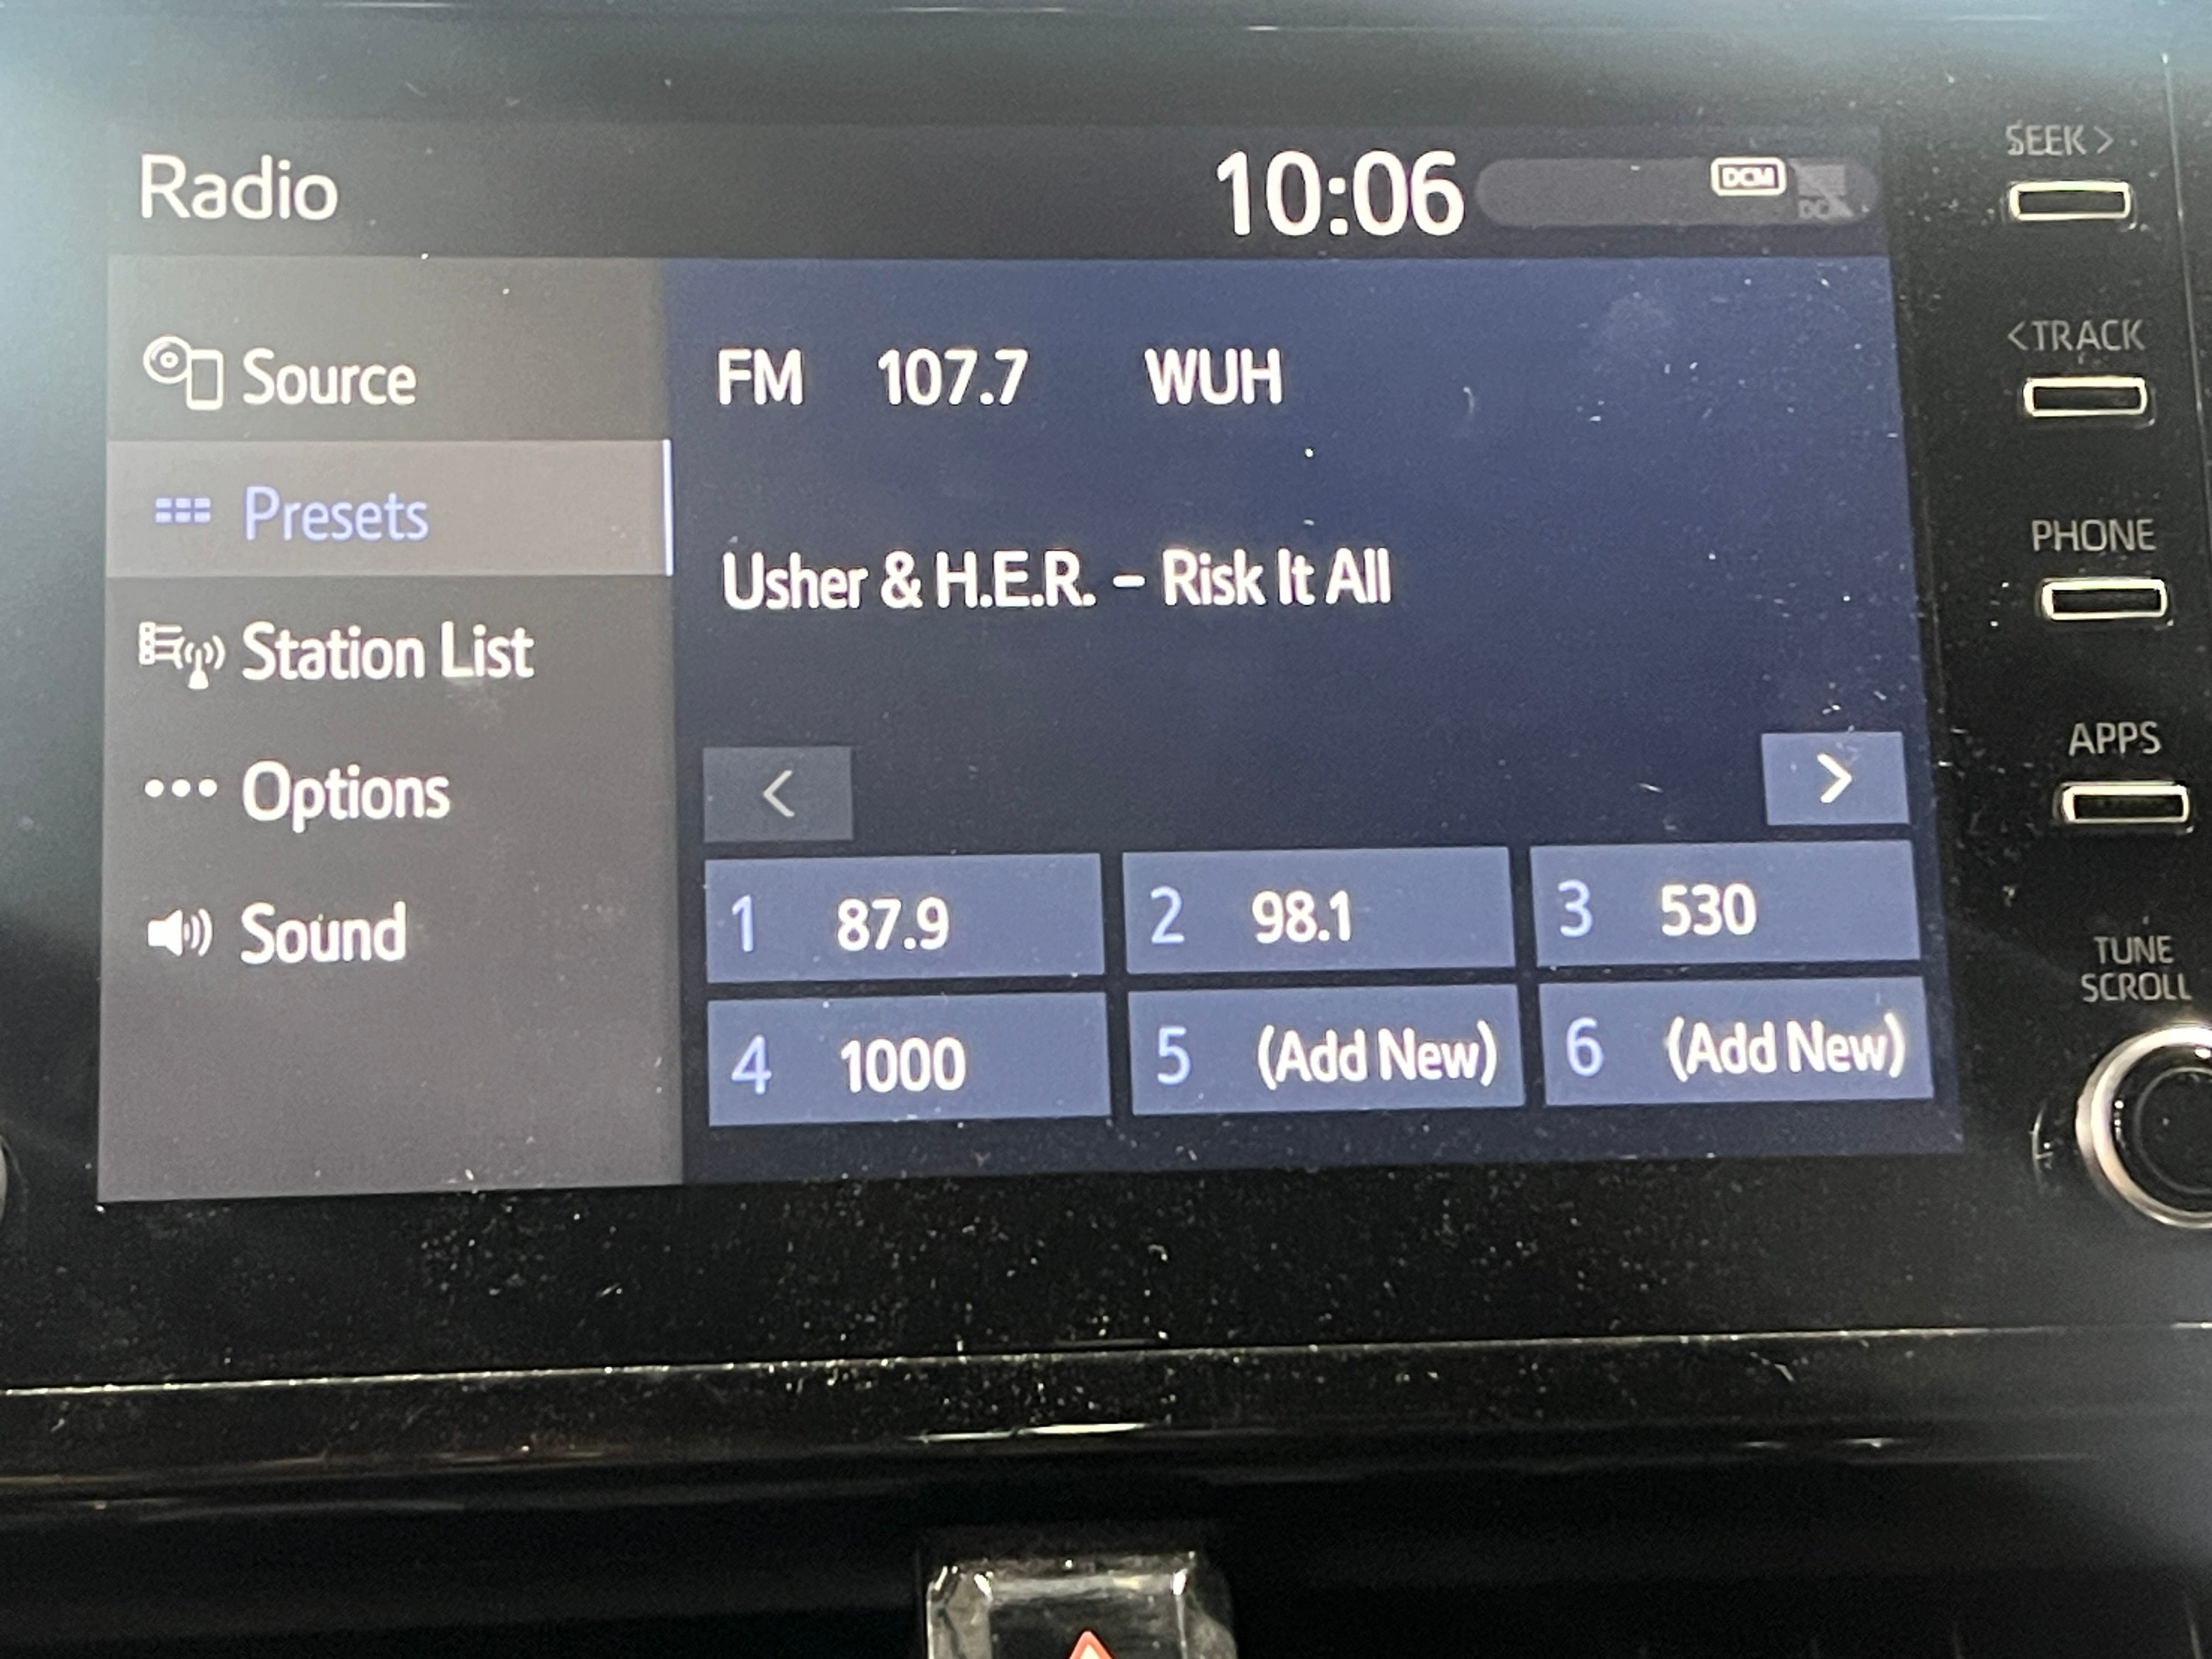 Radio
10:06
DCM
SEEK >
Source
FM 107.7 WUH
< TRACK
Presets
Usher & H.E.R. – Risk It All
PHONE
Station List
Options
< >
APPS
1 87.9
2 98.1
3 530
Sound
TUNE
SCROLL
4 1000
5 (Add New)
6 (Add New)